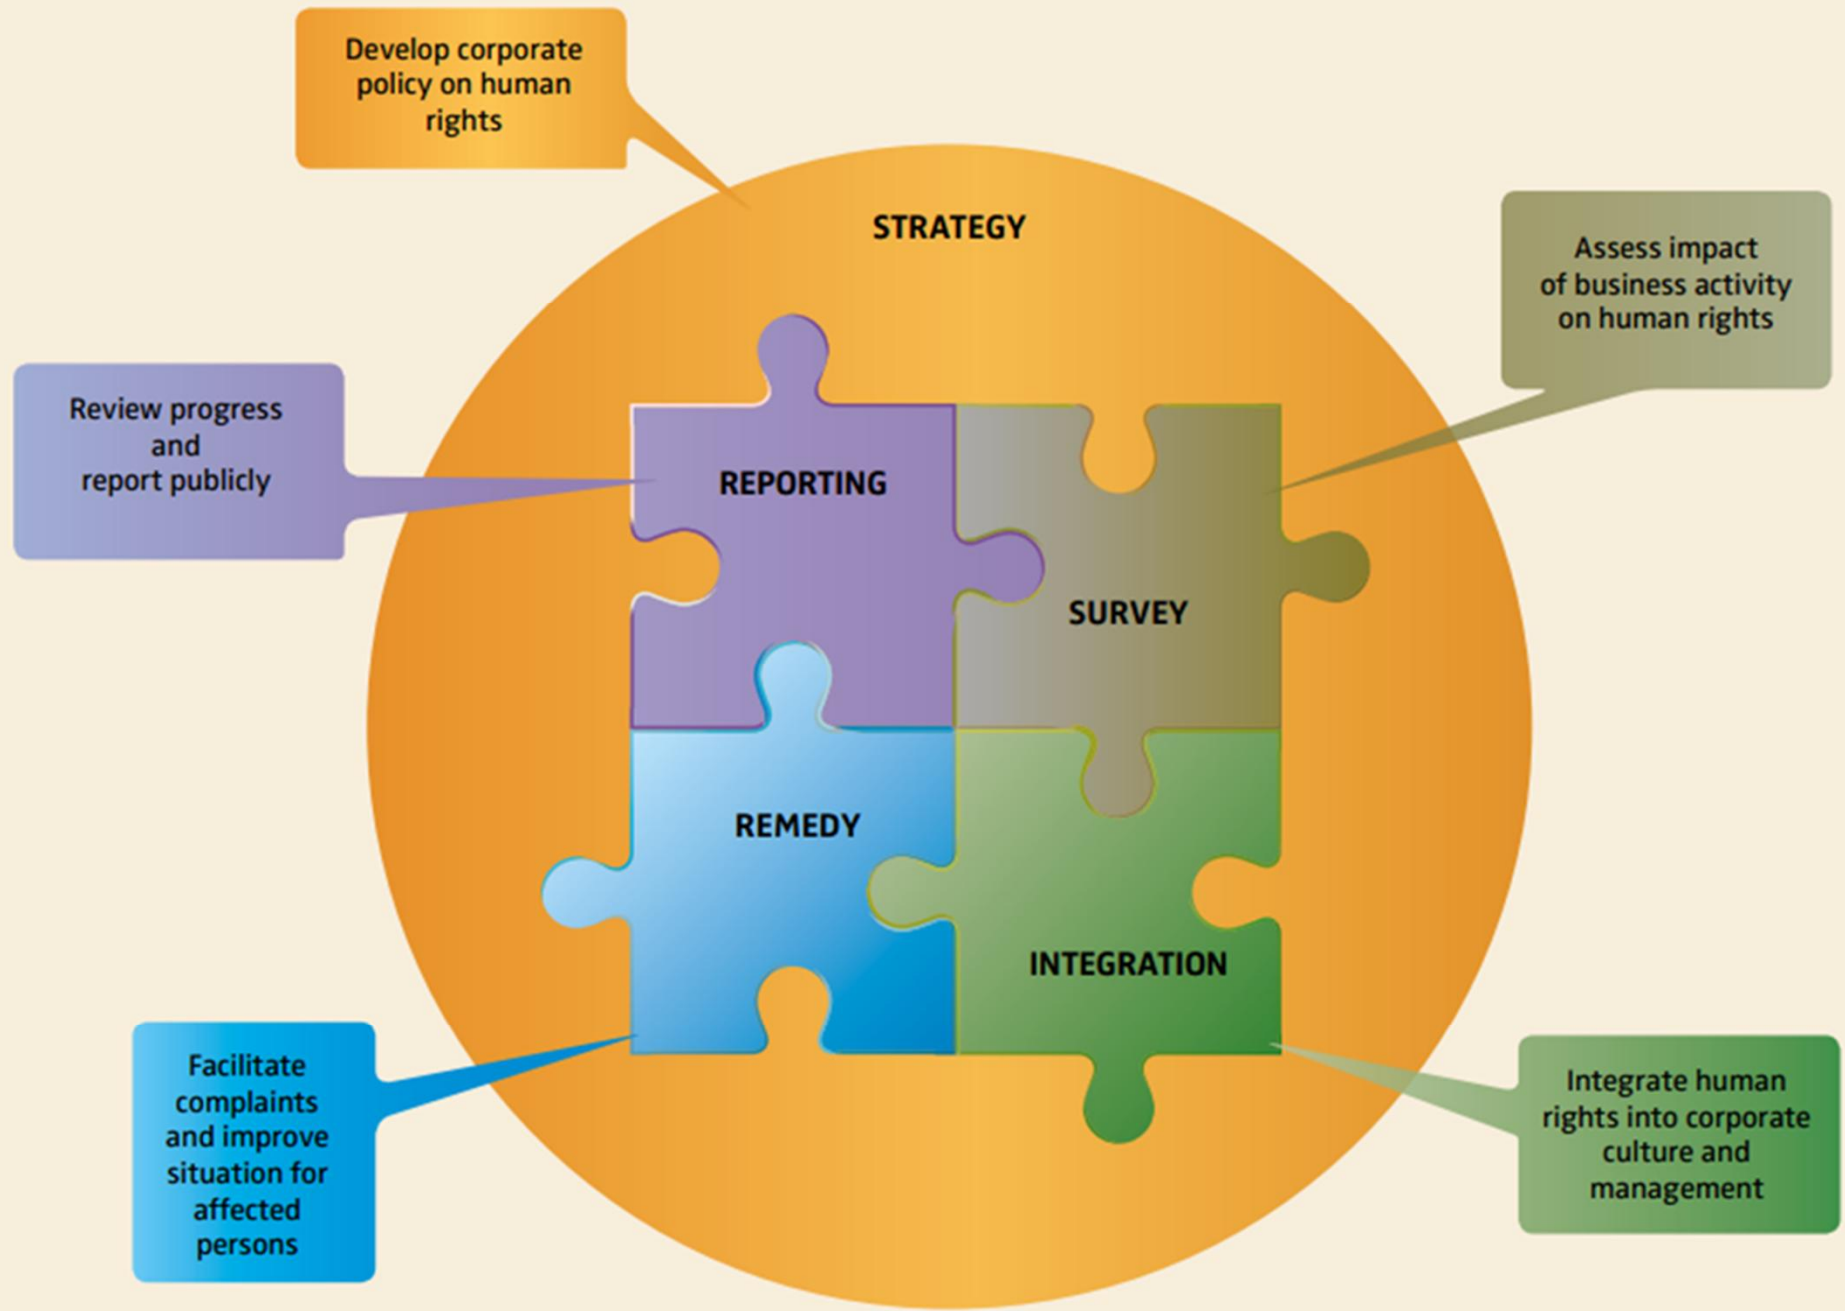 Develop corporate
policy on human
rights
STRATEGY
Assess impact
of business activity
on human rights
Review progress
and
report publicly
REPORTING
SURVEY
REMEDY
INTEGRATION
Facilitate
complaints
and improve
situation for
affected
persons
Integrate human
rights into corporate
culture and
management